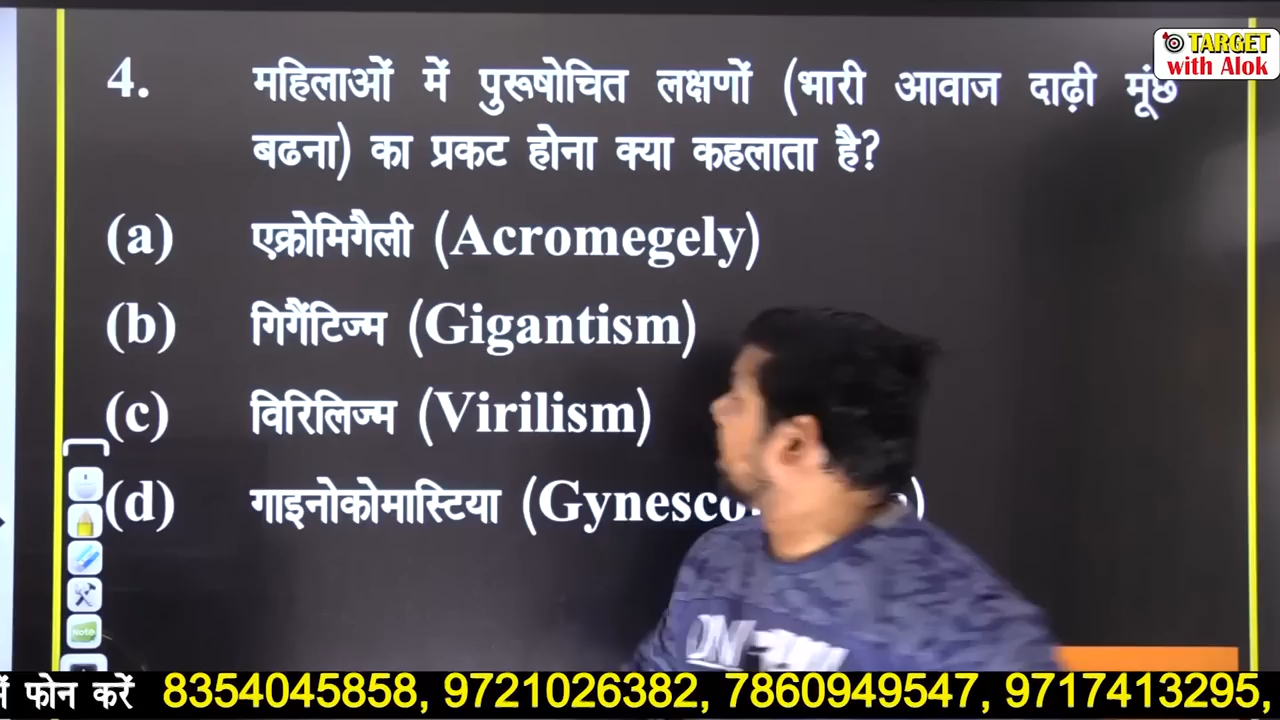 TARGET
with Alok
4. महिलाओं में पुरूषोचित लक्षणों (भारी आवाज दाढ़ी मूंछ
बढना) का प्रकट होना क्या कहलाता है?
(a) एक्रोमिगैली (Acromegely)
(b) गिगैंटिज्म (Gigantism)
(c) विरिलिज्म (Virilism)
(d) गाइनोकोमास्टिया
Note
में फोन करें 8354045858, 9721026382, 7860949547, 9717413295,